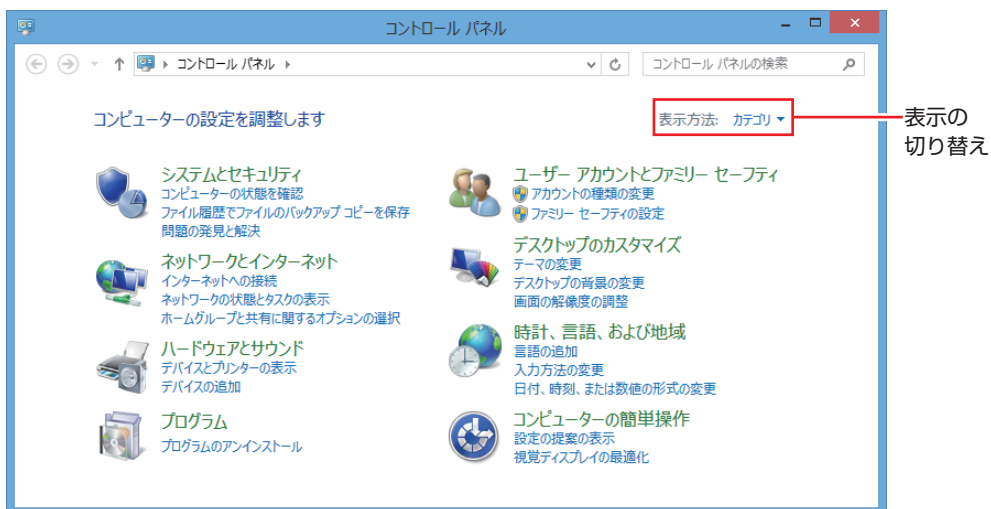 コントロール パネル
コントロール パネル
コントロール パネルの検索
コンピューターの設定を調整します
表示方法: カテゴリ
表示の
切り替え
システムとセキュリティ
コンピューターの状態を確認
ファイル履歴でファイルのバックアップ コピーを保存
問題の発見と解決
ネットワークとインターネット
インターネットへの接続
ネットワークの状態とタスクの表示
ホームグループと共有に関するオプションの選択
ハードウェアとサウンド
デバイスとプリンターの表示
デバイスの追加
プログラム
プログラムのアンインストール
ユーザー アカウントとファミリー セーフティ
アカウントの種類の変更
ファミリー セーフティの設定
デスクトップのカスタマイズ
テーマの変更
デスクトップの背景の変更
画面の解像度の調整
時計、言語、および地域
言語の追加
入力方法の変更
日付、時刻、または数値の形式の変更
コンピューターの簡単操作
設定の提案の表示
視覚ディスプレイの最適化